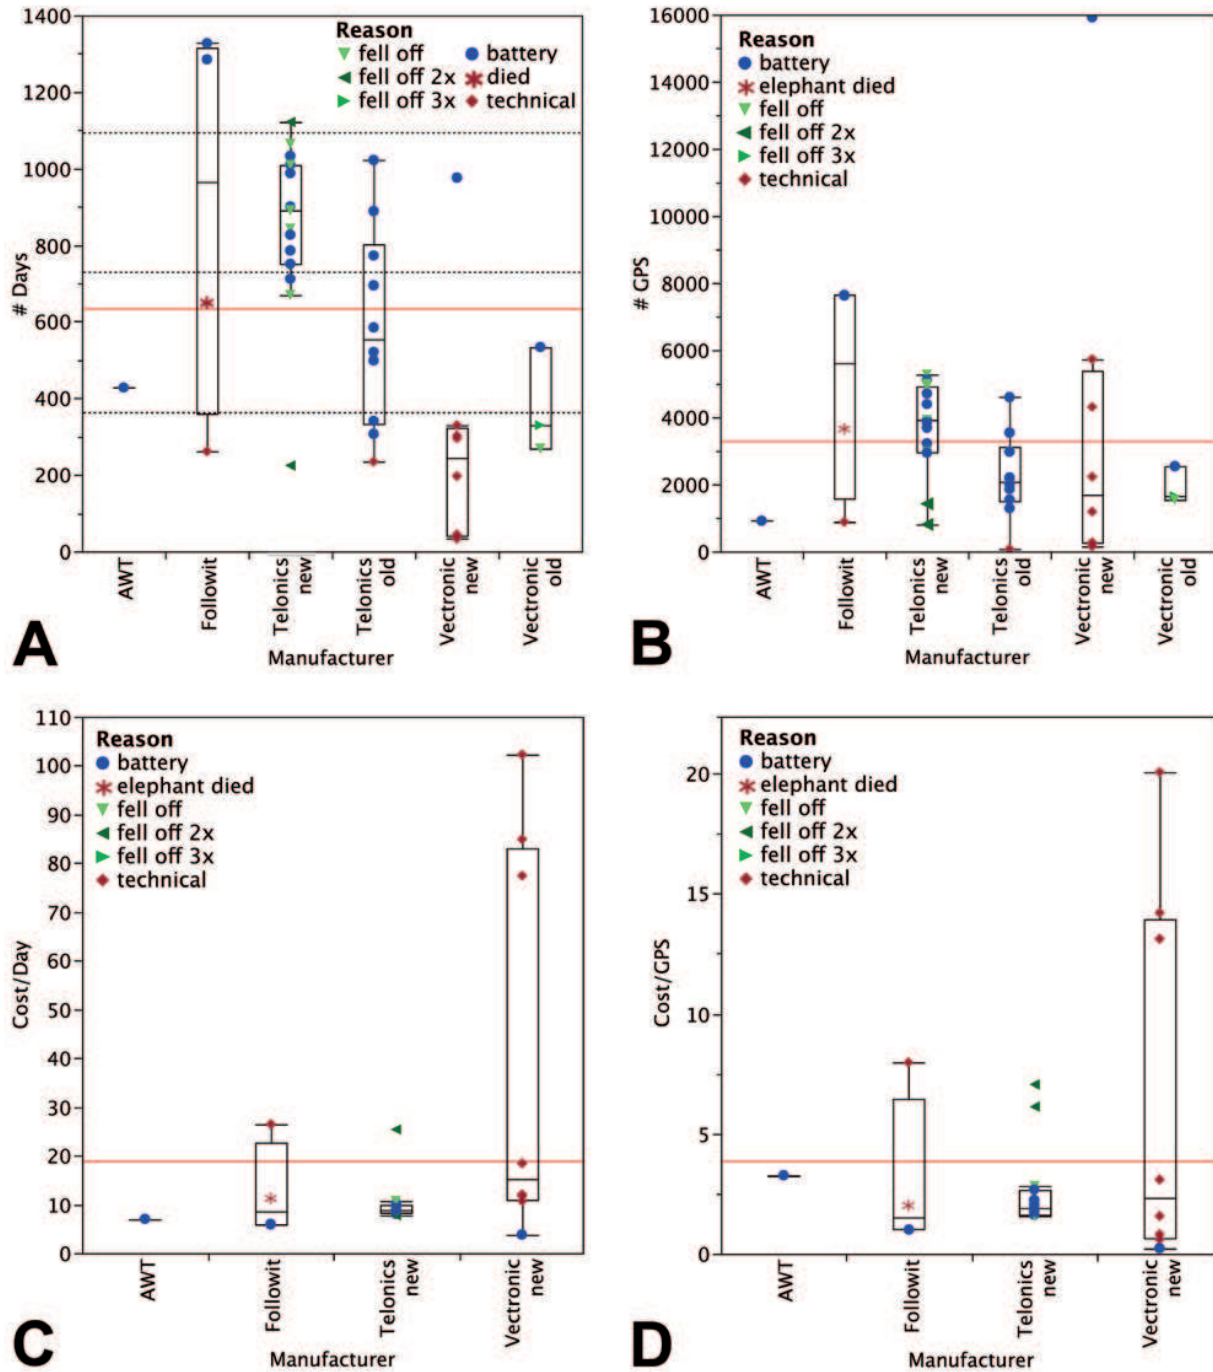 1400
1200
1000
800
600
400
200
0
# Days
Reason
fell off
battery
fell off 2x
died
fell off 3x
technical
AWT
Followit
Telonics new
Telonics old
Vectronic new
Vectronic old
Manufacturer
A
16000
14000
12000
10000
8000
6000
4000
2000
0
# GPS
Reason
battery
elephant died
fell off
fell off 2x
fell off 3x
technical
AWT
Followit
Telonics new
Telonics old
Vectronic new
Vectronic old
Manufacturer
B
110
100
90
80
70
60
50
40
30
20
10
0
Cost/Day
Reason
battery
elephant died
fell off
fell off 2x
fell off 3x
technical
AWT
Followit
Telonics new
Vectronic new
Manufacturer
C
20
15
10
5
0
Cost/GPS
Reason
battery
elephant died
fell off
fell off 2x
fell off 3x
technical
AWT
Followit
Telonics new
Vectronic new
Manufacturer
D